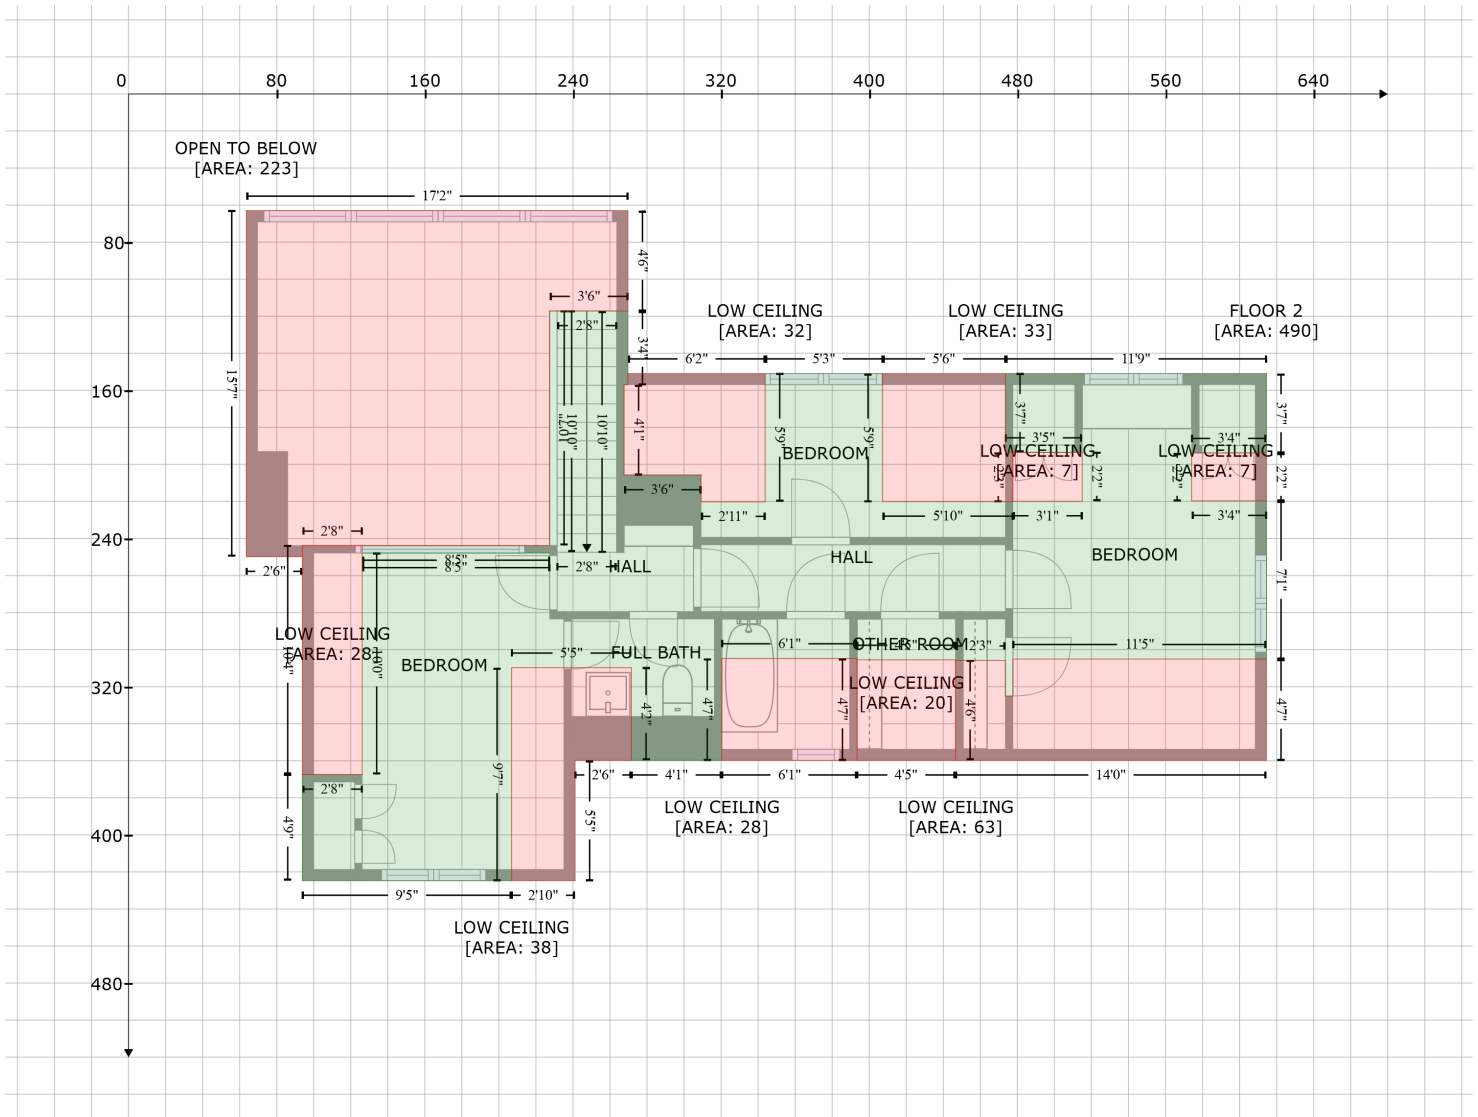 0 80 160 240 320 400 480 560 640
OPEN TO BELOW
[AREA: 223]
17'2"
80
4'6"
3'6"
LOW CEILING
[AREA: 32]
LOW CEILING
[AREA: 33]
FLOOR 2
[AREA: 490]
2'8"
3'4"
6'2" 5'3" 5'6" 11'9"
15'7"
160
3'7" 3'7"
10'7" 10'10" 10'10"
4'1" 5'9" 5'9"
3'5" 3'4"
BEDROOM
LOW CEILING
[AREA: 7]
LOW CEILING
[AREA: 7]
2'2" 2'2"
3'6"
2'11" 5'10" 3'1" 3'4"
2'8"
240
8'5"
8'5"
2'6" 2'8" HALL
HALL
BEDROOM
7'1"
LOW CEILING
[AREA: 28]
10'4" 10'0"
BEDROOM
5'5"
FULL BATH
6'1"
OTHER ROOM
2'3"
11'5"
320
LOW CEILING
[AREA: 20]
4'2" 4'7" 4'7" 4'6" 4'7"
9'7"
2'8"
2'6" 4'1" 6'1" 4'5" 14'0"
LOW CEILING
[AREA: 28]
LOW CEILING
[AREA: 63]
400
4'9" 5'5"
9'5" 2'10"
LOW CEILING
[AREA: 38]
480